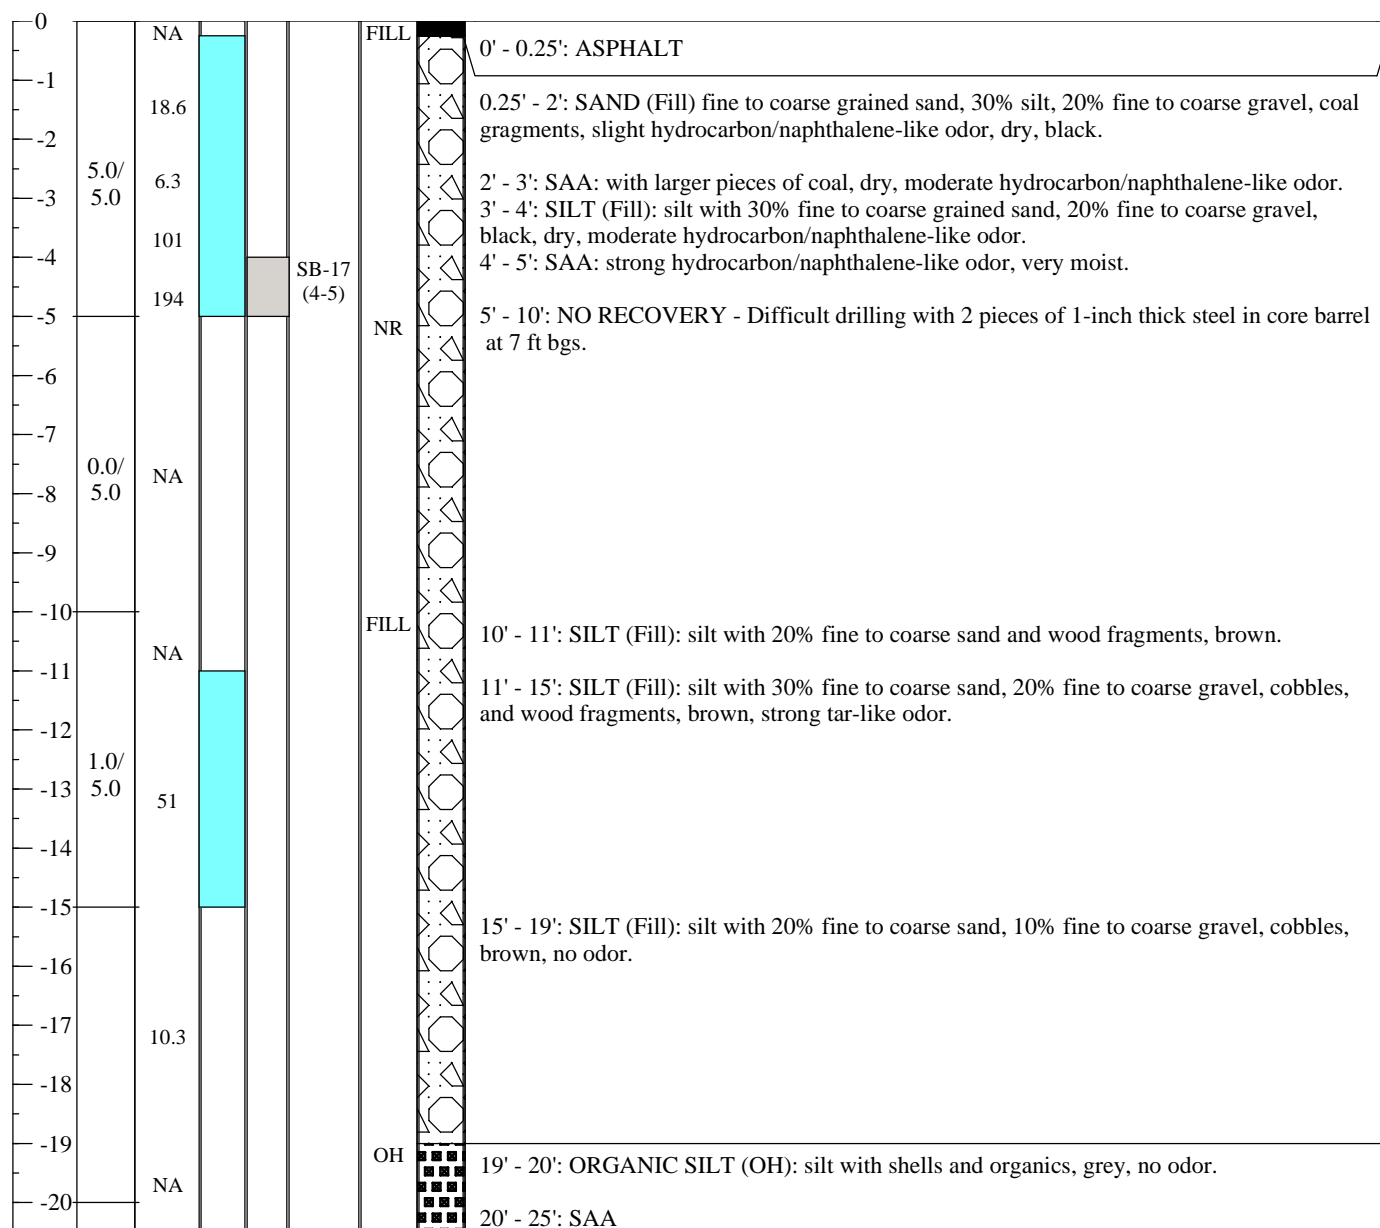 0
-1
-2
-3
-4
-5
-6
-7
-8
-9
-10
-11
-12
-13
-14
-15
-16
-17
-18
-19
-20
5.0/
5.0
0.0/
5.0
1.0/
5.0
NA
18.6
6.3
101
194
NA
NA
51
10.3
NA
SB-17
(4-5)
FILL
NR
FILL
OH
0' - 0.25': ASPHALT
0.25' - 2': SAND (Fill) fine to coarse grained sand, 30% silt, 20% fine to coarse gravel, coal
gragments, slight hydrocarbon/naphthalene-like odor, dry, black.
2' - 3': SAA: with larger pieces of coal, dry, moderate hydrocarbon/naphthalene-like odor.
3' - 4': SILT (Fill): silt with 30% fine to coarse grained sand, 20% fine to coarse gravel,
black, dry, moderate hydrocarbon/naphthalene-like odor.
4' - 5': SAA: strong hydrocarbon/naphthalene-like odor, very moist.
5' - 10': NO RECOVERY - Difficult drilling with 2 pieces of 1-inch thick steel in core barrel
at 7 ft bgs.
10' - 11': SILT (Fill): silt with 20% fine to coarse sand and wood fragments, brown.
11' - 15': SILT (Fill): silt with 30% fine to coarse sand, 20% fine to coarse gravel, cobbles,
and wood fragments, brown, strong tar-like odor.
15' - 19': SILT (Fill): silt with 20% fine to coarse sand, 10% fine to coarse gravel, cobbles,
brown, no odor.
19' - 20': ORGANIC SILT (OH): silt with shells and organics, grey, no odor.
20' - 25': SAA